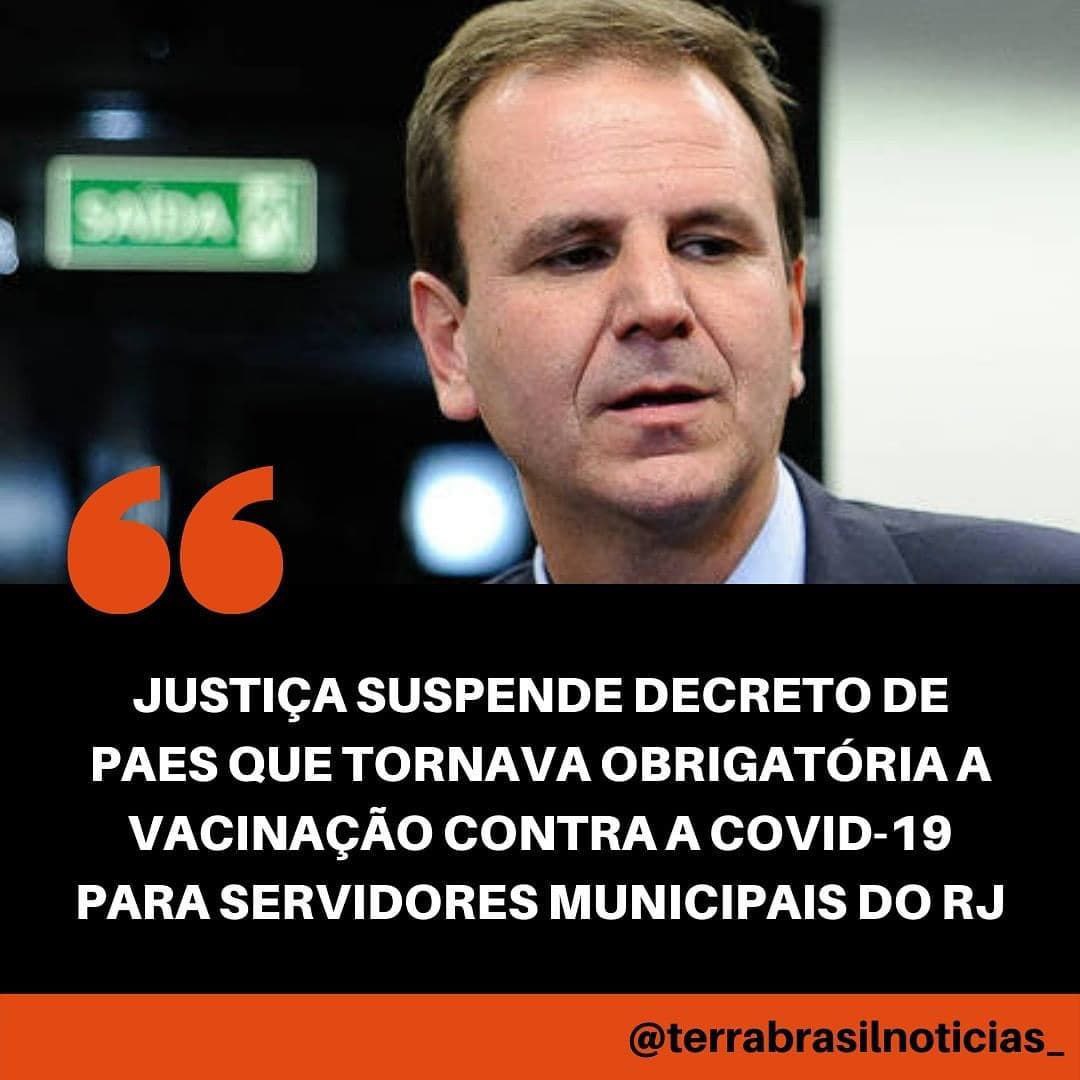 SAÍDA
JUSTIÇA SUSPENDE DECRETO DE
PAES QUE TORNAVA OBRIGATÓRIA A
VACINAÇÃO CONTRA A COVID-19
PARA SERVIDORES MUNICIPAIS DO RJ
@terrabrasilnoticias_